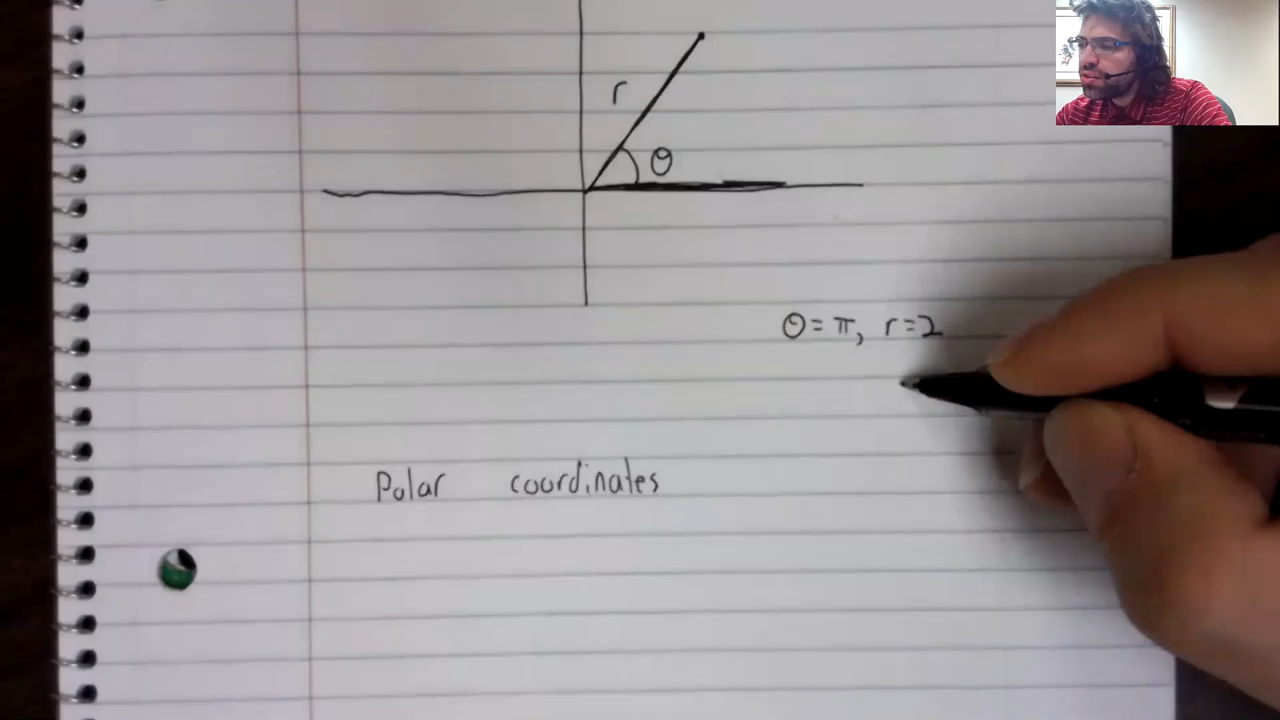 r
θ
θ=π, r=2
Polar coordinates